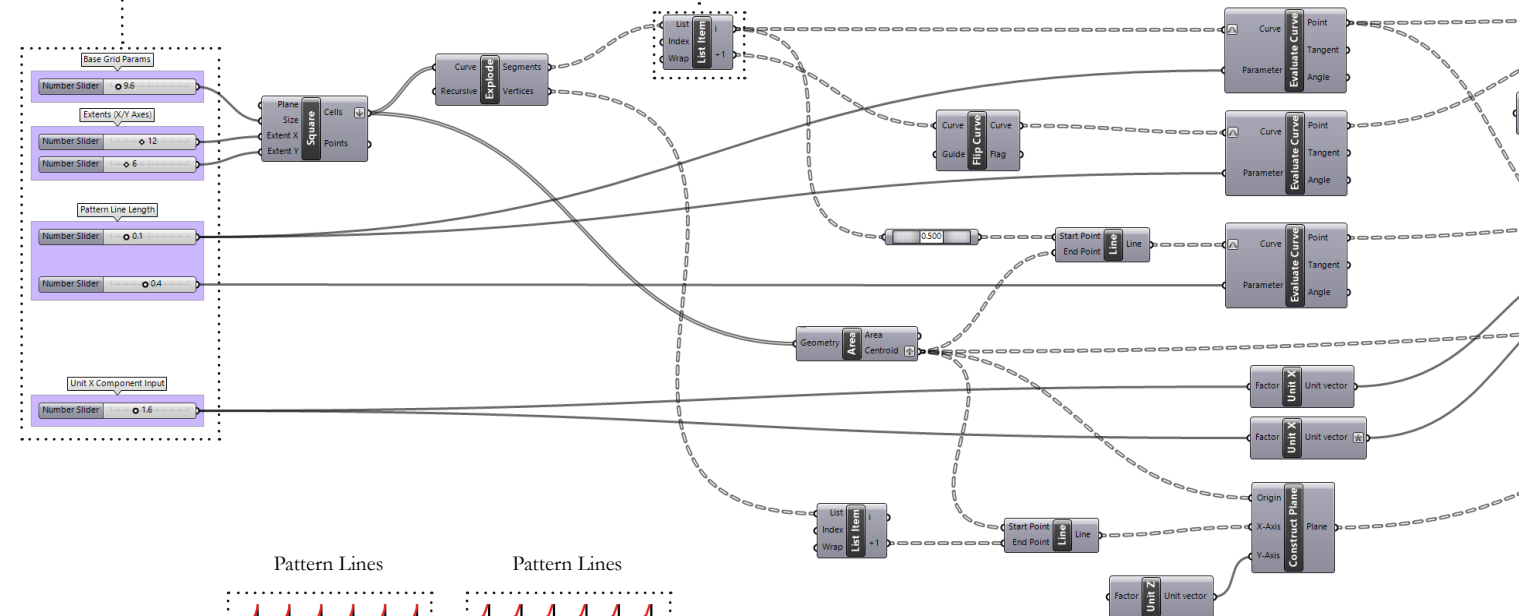 Base Grid Params
Number Slider 9.6
Extents (X/Y Axes)
Number Slider 12
Number Slider 6
Pattern Line Length
Number Slider 0.1
Number Slider 0.4
Unit X Component Input
Number Slider 1.6
Plane
Size
Extent X
Extent Y
Square
Cells
Points
Curve
Recursive
Explode
Segments
Vertices
List
Index
Wrap
List Item
i
+1
Curve
Guide
Flip Curve
Curve
Flag
Curve
Parameter
Evaluate Curve
Point
Tangent
Angle
Curve
Parameter
Evaluate Curve
Point
Tangent
Angle
0.500
Start Point
End Point
Line
Line
Curve
Parameter
Evaluate Curve
Point
Tangent
Angle
Geometry
Area
Area
Centroid
Factor
Unit X
Unit vector
Factor
Unit X
Unit vector
List
Index
Wrap
List Item
i
+1
Start Point
End Point
Line
Line
Origin
X-Axis
Y-Axis
Construct Plane
Plane
Factor
Unit Z
Unit vector
Pattern Lines
Pattern Lines